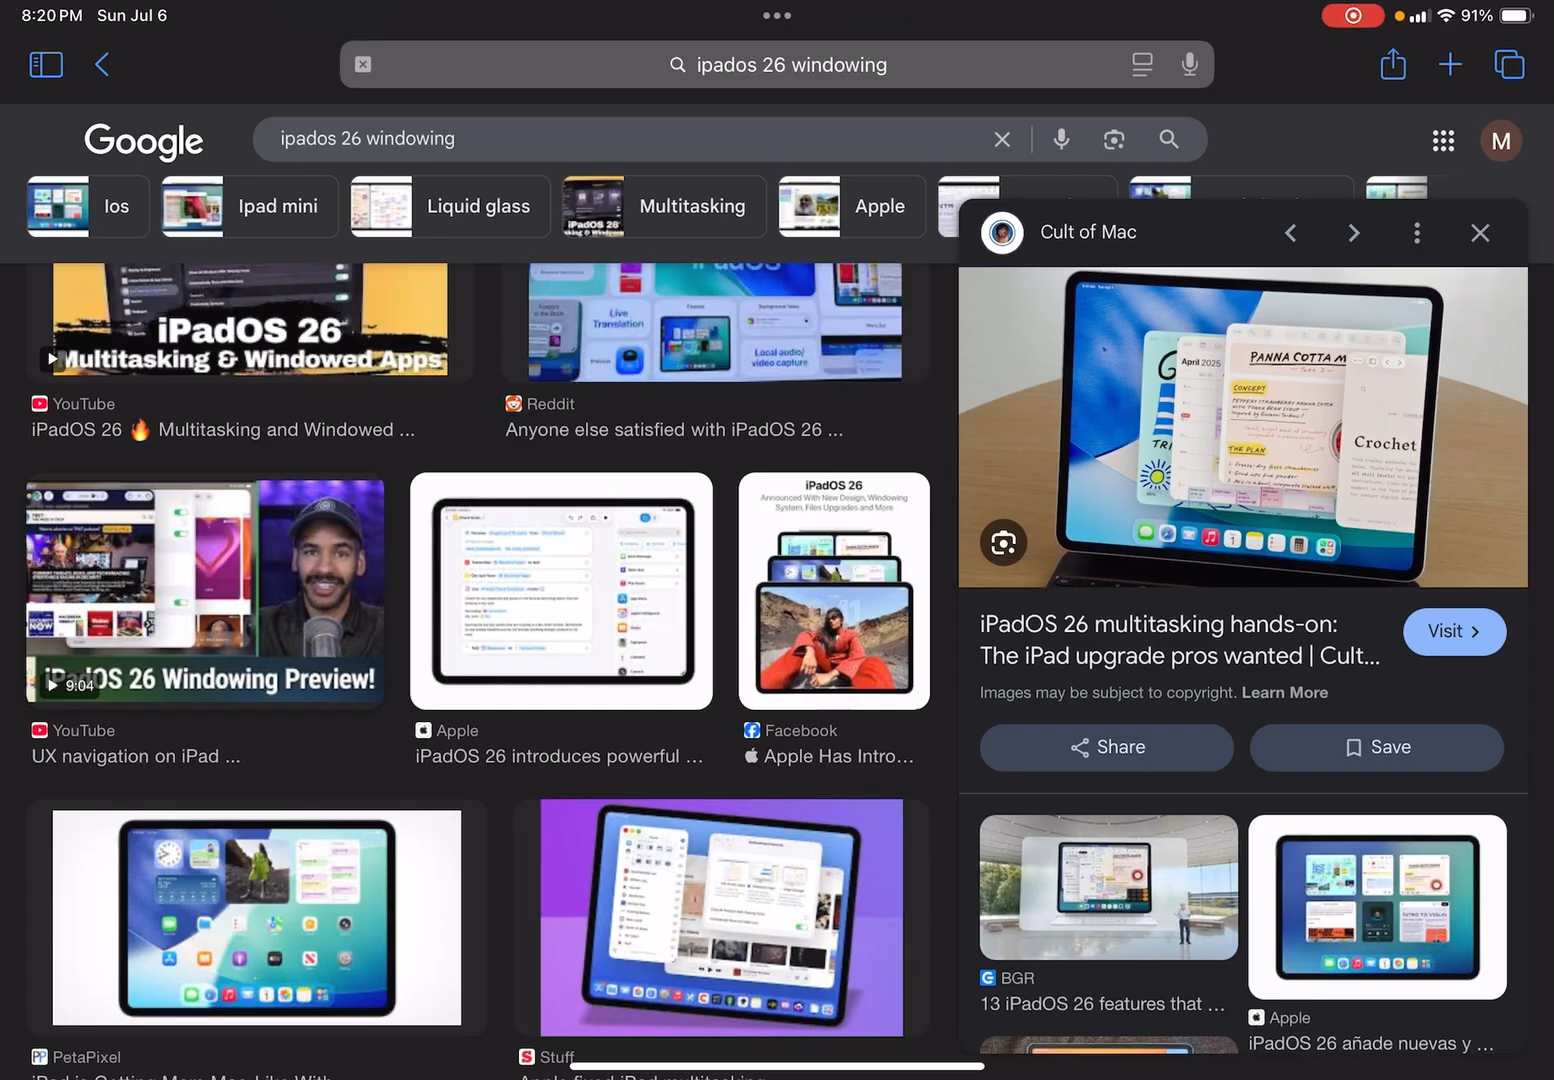 8:20 PM Sun Jul 6
91%
ipados 26 windowing
Google
ipados 26 windowing
M
Ios
Ipad mini
Liquid glass
Multitasking
Apple
iPadOS 26
Cult of Mac
iPadOS 26
Multitasking & Windowed Apps
Live
Translation
Local audio/
video capture
YouTube
iPadOS 26 🔥 Multitasking and Windowed ...
Reddit
Anyone else satisfied with iPadOS 26 ...
April 2025
PANNA COTTA M
CONCEPT
THE PLAN
Crochet
iPadOS 26 Windowing Preview!
9:04
iPadOS 26
Announced With New Design, Windowing
System, Files Upgrades and More
YouTube
UX navigation on iPad ...
Apple
iPadOS 26 introduces powerful ...
Facebook
Apple Has Intro...
iPadOS 26 multitasking hands-on:
The iPad upgrade pros wanted | Cult...
Visit
Images may be subject to copyright. Learn More
Share
Save
BGR
13 iPadOS 26 features that ...
Apple
iPadOS 26 añade nuevas y ...
PetaPixel
Stuff